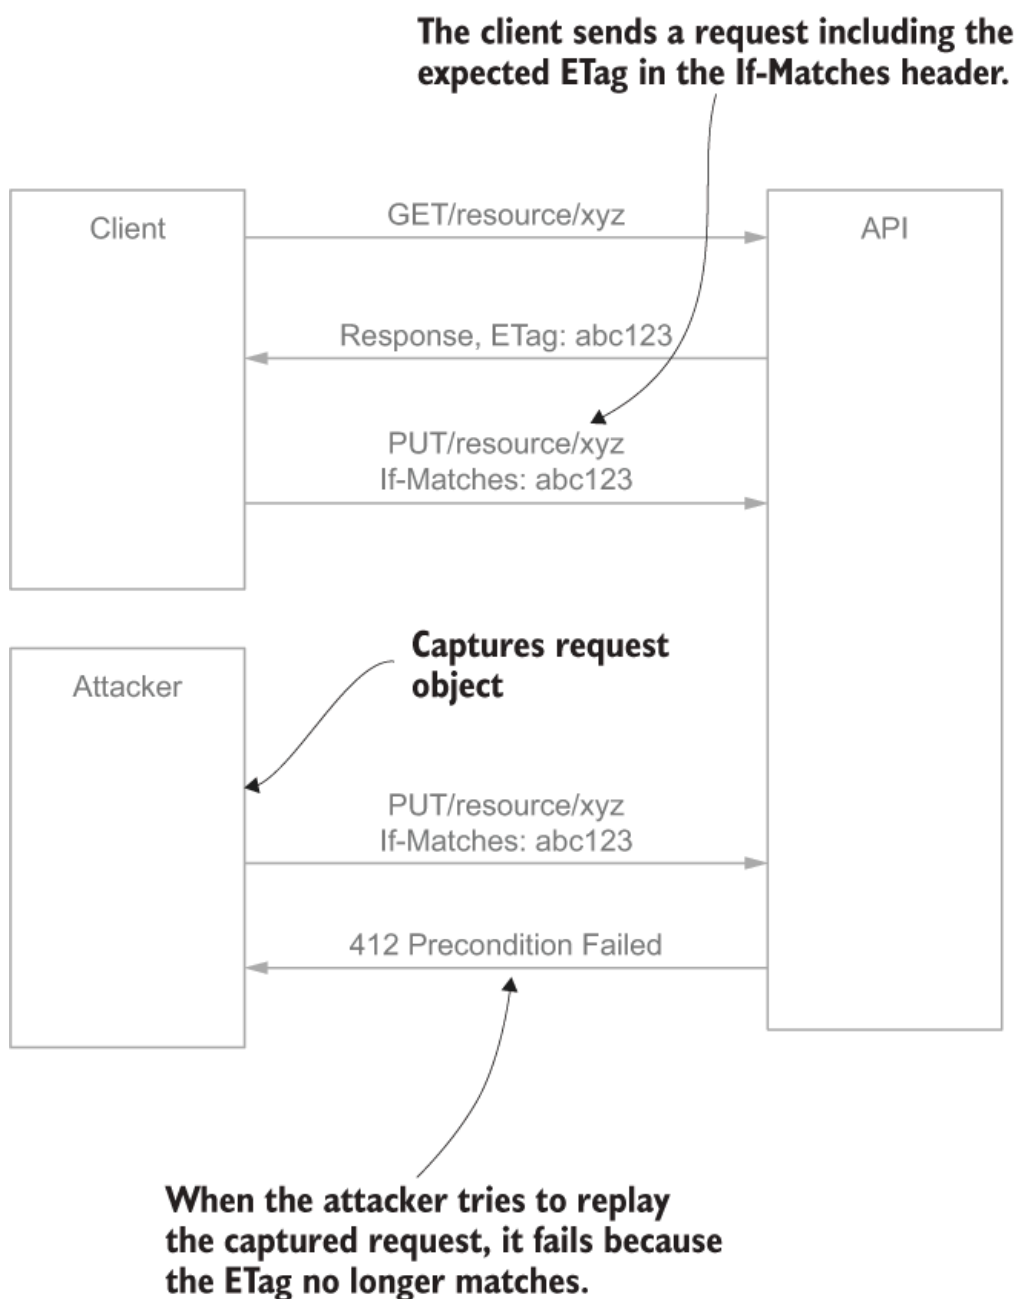 The client sends a request including the
expected ETag in the If-Matches header.
Client
GET/resource/xyz
API
Response, ETag: abc123
PUT/resource/xyz
If-Matches: abc123
Captures request
object
Attacker
PUT/resource/xyz
If-Matches: abc123
412 Precondition Failed
When the attacker tries to replay
the captured request, it fails because
the ETag no longer matches.